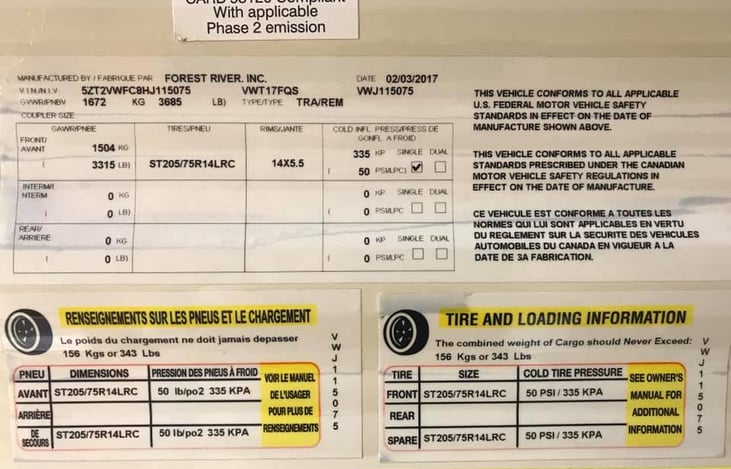 CARB 93120 Compliant
With applicable
Phase 2 emission
MANUFACTURED BY / FABRIQUE PAR FOREST RIVER. INC. DATE 02/03/2017
V.I.N/N.I.V 5ZT2VWFC8HJ115075 VWT17FQS VWJ115075
GVWR/PNBV 1672 KG 3685 LB) TYPE/TYPE TRA/REM
COUPLER SIZE
GAWR/PNBE TIRES/PNEU RIMS/JANTE COLD INFL. PRESS/PRESS DE
GONFL. A FROID
FRONT/
AVANT 1504 KG 335 KP SINGLE DUAL
( 3315 LB) ST205/75R14LRC 14X5.5 ( 50 PSI/LPC)
INTERM/I
NTERM 0 KG 0 KP SINGLE DUAL
( 0 LB) ( 0 PSI/LPC
REAR/
ARRIERE 0 KG 0 KP SINGLE DUAL
( 0 LB) ( 0 PSI/LPC
THIS VEHICLE CONFORMS TO ALL APPLICABLE
U.S. FEDERAL MOTOR VEHICLE SAFETY
STANDARDS IN EFFECT ON THE DATE OF
MANUFACTURE SHOWN ABOVE.
THIS VEHICLE CONFORMS TO ALL APPLICABLE
STANDARDS PRESCRIBED UNDER THE CANADIAN
MOTOR VEHICLE SAFETY REGULATIONS IN
EFFECT ON THE DATE OF MANUFACTURE.
CE VEHICULE EST CONFORME A TOUTES LES
NORMES QUI LUI SONT APPLICABLES EN VERTU
DU REGLEMENT SUR LA SECURITE DES VEHICULES
AUTOMOBILES DU CANADA EN VIGUEUR A LA
DATE DE 3A FABRICATION.
RENSEIGNEMENTS SUR LES PNEUS ET LE CHARGEMENT
Le poids du chargement ne doit jamais depasser
156 Kgs or 343 Lbs
PNEU DIMENSIONS PRESSION DES PNEUS À FROID
AVANT ST205/75R14LRC 50 lb/po2 335 KPA
ARRIÈRE
DE
SECOURS ST205/75R14LRC 50 lb/po2 335 KPA
VOIR LE MANUEL
DE L'USAGER
POUR PLUS DE
RENSEIGNEMENTS
VWJ115075
TIRE AND LOADING INFORMATION
The combined weight of Cargo should Never Exceed:
156 Kgs or 343 Lbs
TIRE SIZE COLD TIRE PRESSURE
FRONT ST205/75R14LRC 50 PSI / 335 KPA
REAR
SPARE ST205/75R14LRC 50 PSI / 335 KPA
SEE OWNER'S
MANUAL FOR
ADDITIONAL
INFORMATION
VWJ115075